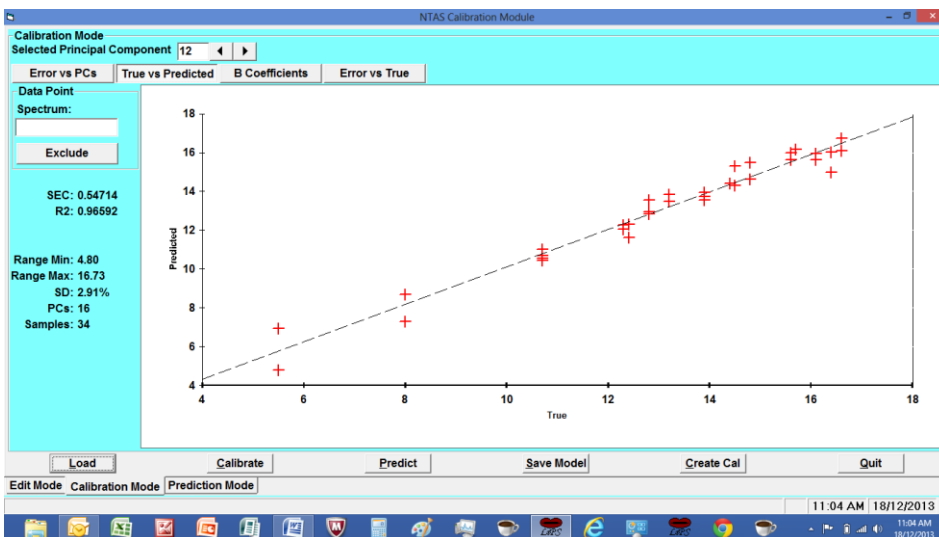 NTAS Calibration Module
Calibration Mode
Selected Principal Component 12
Error vs PCs True vs Predicted B Coefficients Error vs True
Data Point
Spectrum:
Exclude
SEC: 0.54714
R2: 0.96592
Range Min: 4.80
Range Max: 16.73
SD: 2.91%
PCs: 16
Samples: 34
18
16
14
12
10
8
6
4
Predicted
4 6 8 10 12 14 16 18
True
Load Calibrate Predict Save Model Create Cal Quit
Edit Mode Calibration Mode Prediction Mode
11:04 AM 18/12/2013
11:04 AM
18/12/2013